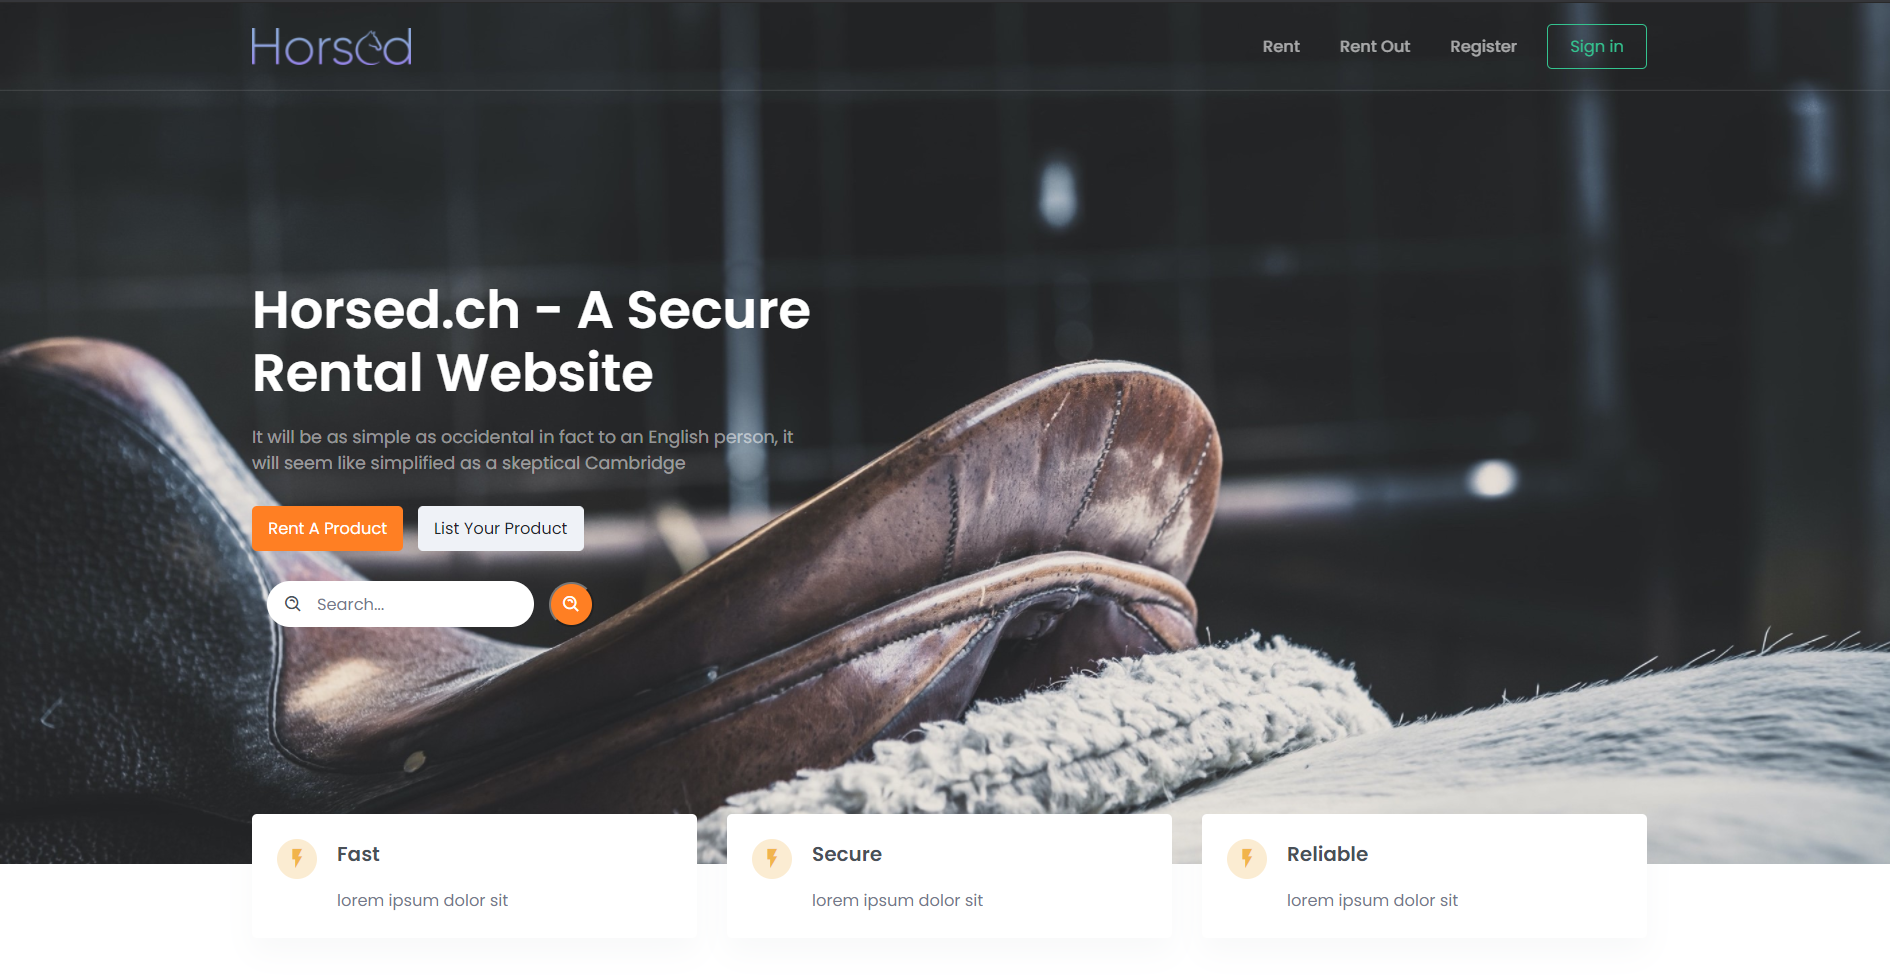 Horsed
Rent
Rent Out
Register
Sign in
Horsed.ch - A Secure
Rental Website
It will be as simple as occidental in fact to an English person, it
will seem like simplified as a skeptical Cambridge
Rent A Product
List Your Product
Search...
Fast
lorem ipsum dolor sit
Secure
lorem ipsum dolor sit
Reliable
lorem ipsum dolor sit